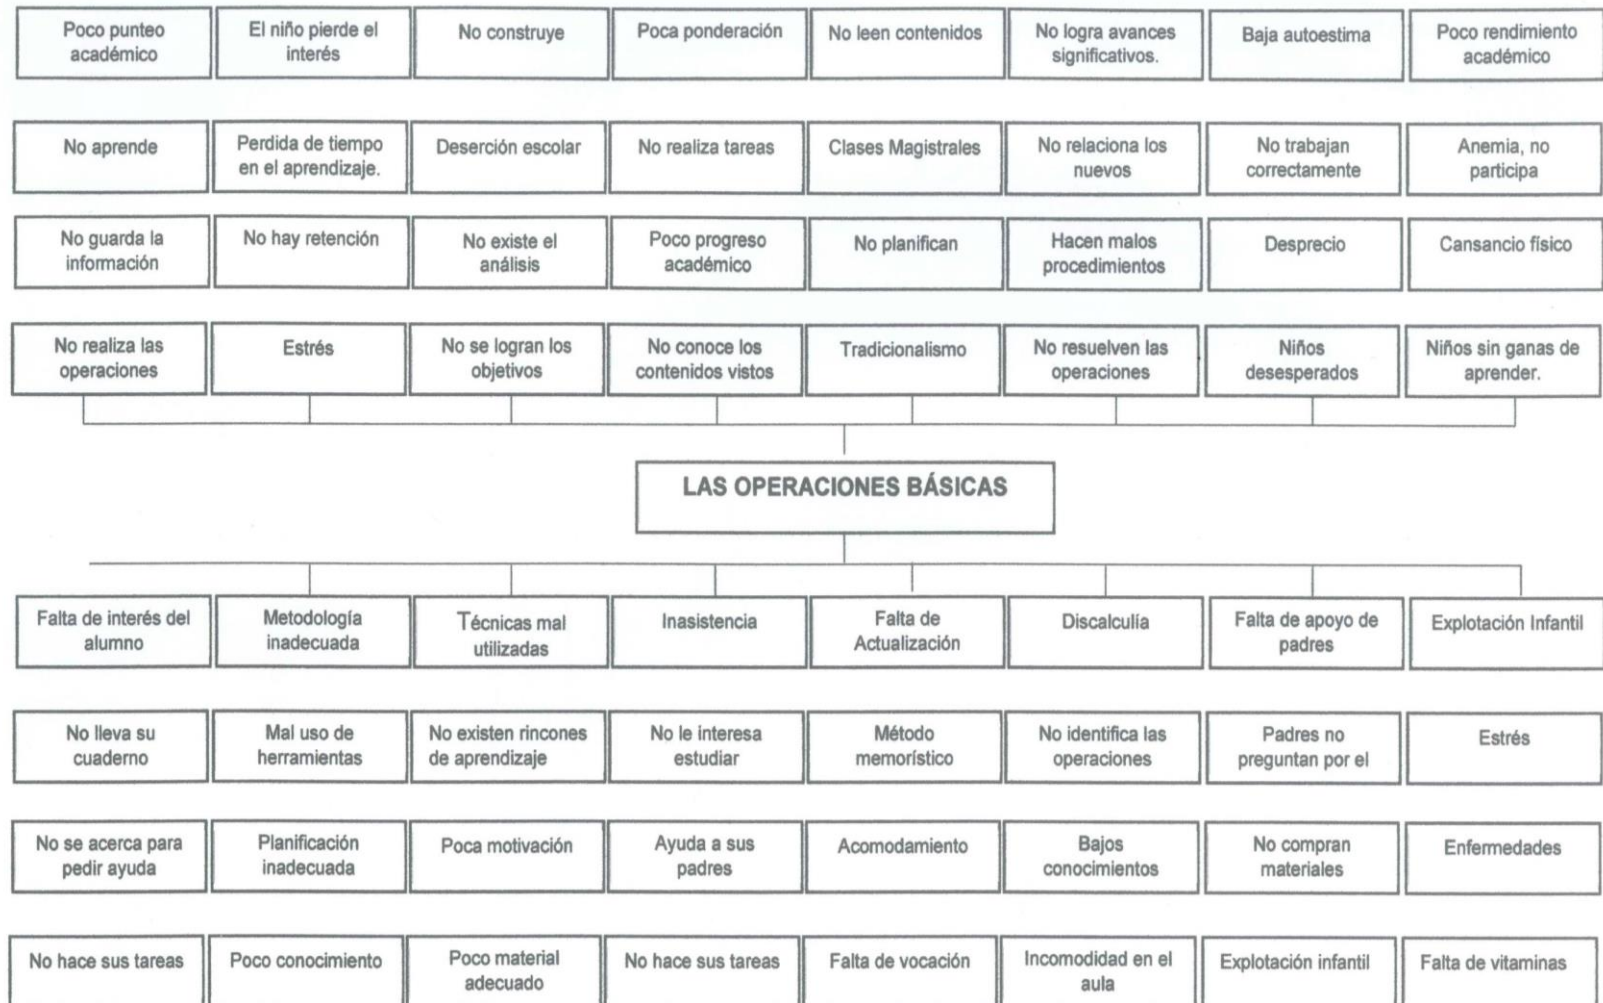 Poco punteo
académico
El niño pierde el
interés
No construye
Poca ponderación
No leen contenidos
No logra avances
significativos.
Baja autoestima
Poco rendimiento
académico
No aprende
Perdida de tiempo
en el aprendizaje.
Deserción escolar
No realiza tareas
Clases Magistrales
No relaciona los
nuevos
No trabajan
correctamente
Anemia, no
participa
No guarda la
información
No hay retención
No existe el
análisis
Poco progreso
académico
No planifican
Hacen malos
procedimientos
Desprecio
Cansancio físico
No realiza las
operaciones
Estrés
No se logran los
objetivos
No conoce los
contenidos vistos
Tradicionalismo
No resuelven las
operaciones
Niños
desesperados
Niños sin ganas de
aprender.
LAS OPERACIONES BÁSICAS
Falta de interés del
alumno
Metodología
inadecuada
Técnicas mal
utilizadas
Inasistencia
Falta de
Actualización
Discalculía
Falta de apoyo de
padres
Explotación Infantil
No lleva su
cuaderno
Mal uso de
herramientas
No existen rincones
de aprendizaje
No le interesa
estudiar
Método
memorístico
No identifica las
operaciones
Padres no
preguntan por el
Estrés
No se acerca para
pedir ayuda
Planificación
inadecuada
Poca motivación
Ayuda a sus
padres
Acomodamiento
Bajos
conocimientos
No compran
materiales
Enfermedades
No hace sus tareas
Poco conocimiento
Poco material
adecuado
No hace sus tareas
Falta de vocación
Incomodidad en el
aula
Explotación infantil
Falta de vitaminas